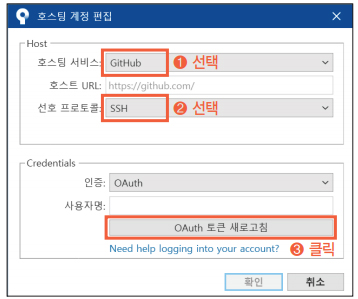 호스팅 계정 편집
Host
호스팅 서비스: GitHub ❶ 선택
호스트 URL: https://github.com/
선호 프로토콜: SSH ❷ 선택
Credentials
인증: OAuth
사용자명:
OAuth 토큰 새로고침
Need help logging into your account? ❸ 클릭
확인 취소